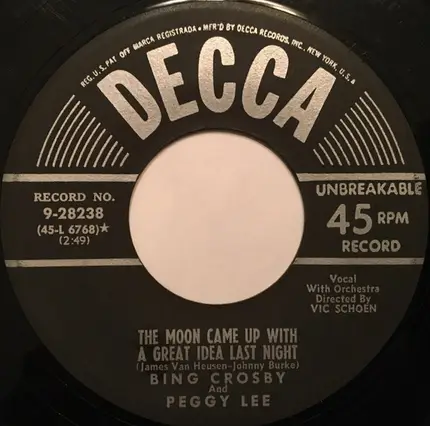 REG. U.S. PAT. OFF. MARCA REGISTRADA • MF'R'D BY DECCA RECORDS, INC., NEW YORK, U.S.A.
DECCA
RECORD NO.
9-28238
(45-L 6768)★
(2:49)
UNBREAKABLE
45 RPM
RECORD
Vocal
With Orchestra
Directed By
VIC SCHOEN
THE MOON CAME UP WITH
A GREAT IDEA LAST NIGHT
(James Van Heusen-Johnny Burke)
BING CROSBY
And
PEGGY LEE